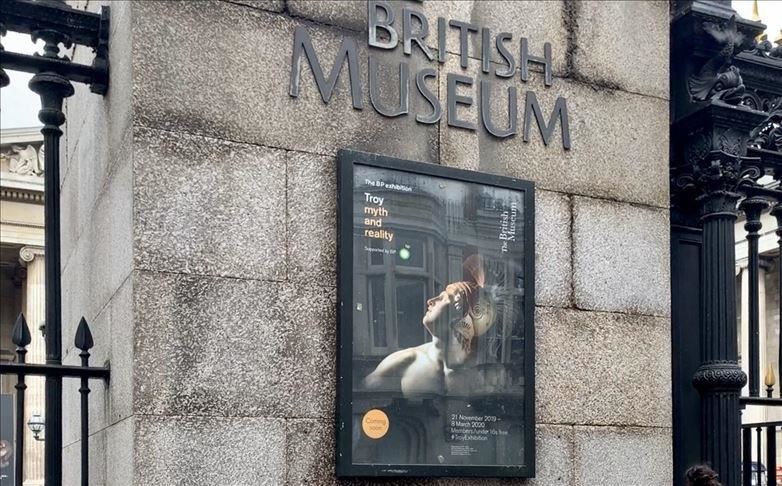 British
Museum
The BP exhibition
Troy
myth
and
reality
Supported by BP
bp
The British
Museum
21 November 2019 –
8 March 2020
Members/under 16s free
#TroyExhibition
Coming
soon